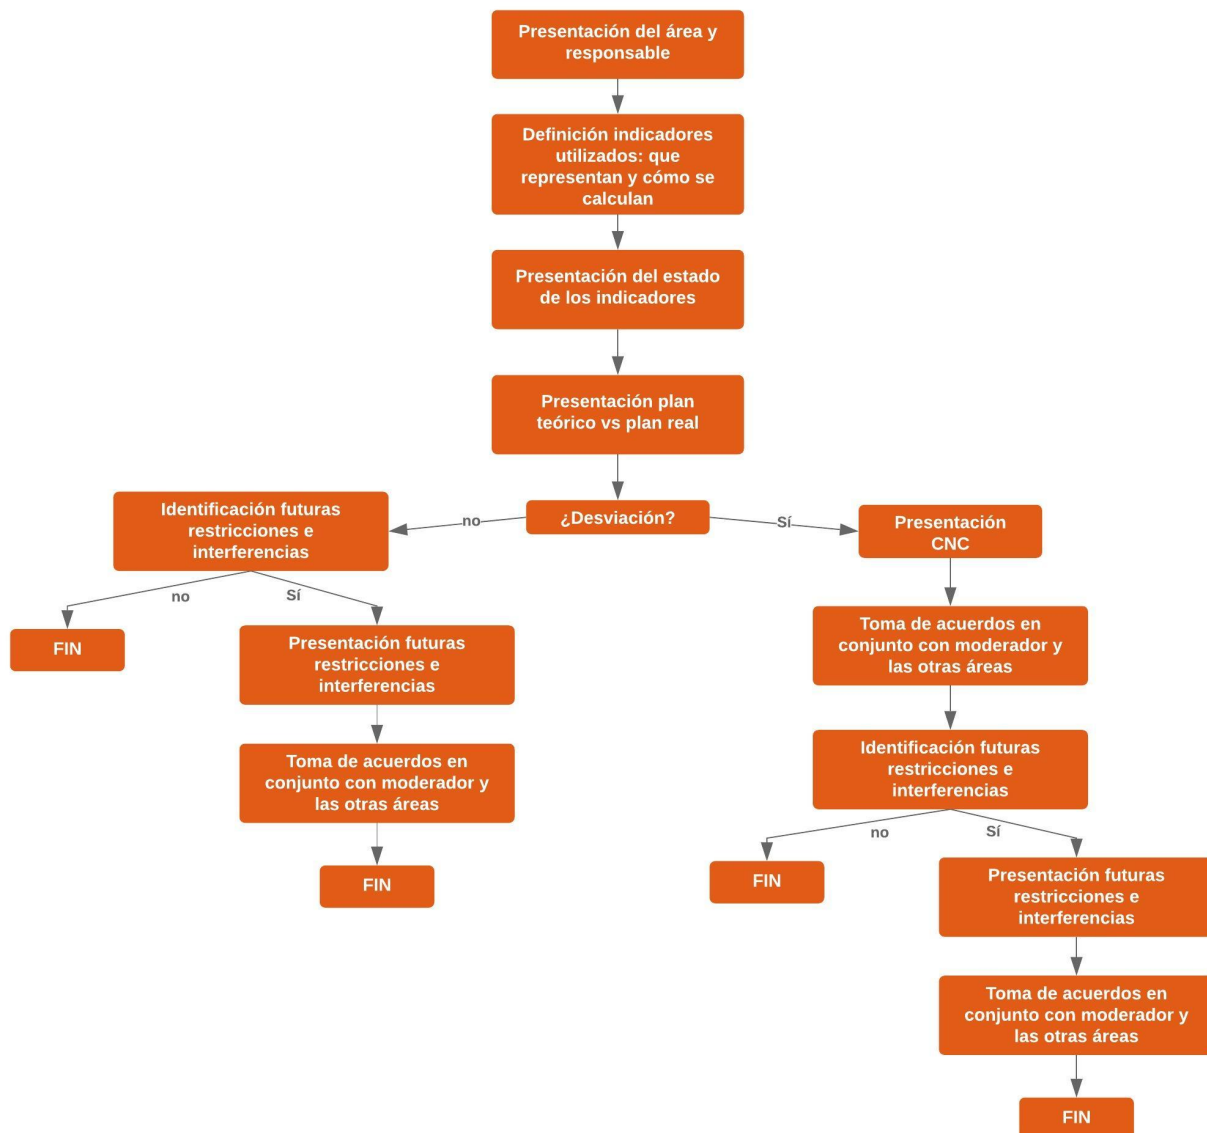 Presentación del área y
responsable
Definición indicadores
utilizados: que
representan y cómo se
calculan
Presentación del estado
de los indicadores
Presentación plan
teórico vs plan real
¿Desviación?
no
Sí
Identificación futuras
restricciones e
interferencias
no
Sí
FIN
Presentación futuras
restricciones e
interferencias
Toma de acuerdos en
conjunto con moderador y
las otras áreas
FIN
Presentación
CNC
Toma de acuerdos en
conjunto con moderador y
las otras áreas
Identificación futuras
restricciones e
interferencias
no
Sí
FIN
Presentación futuras
restricciones e
interferencias
Toma de acuerdos en
conjunto con moderador y
las otras áreas
FIN